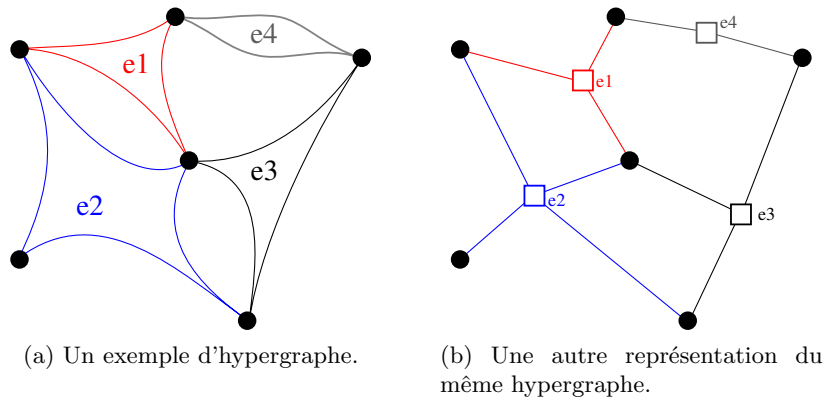 e1
e2
e3
e4
(a) Un exemple d'hypergraphe.
e4
e1
e2
e3
(b) Une autre représentation du
même hypergraphe.